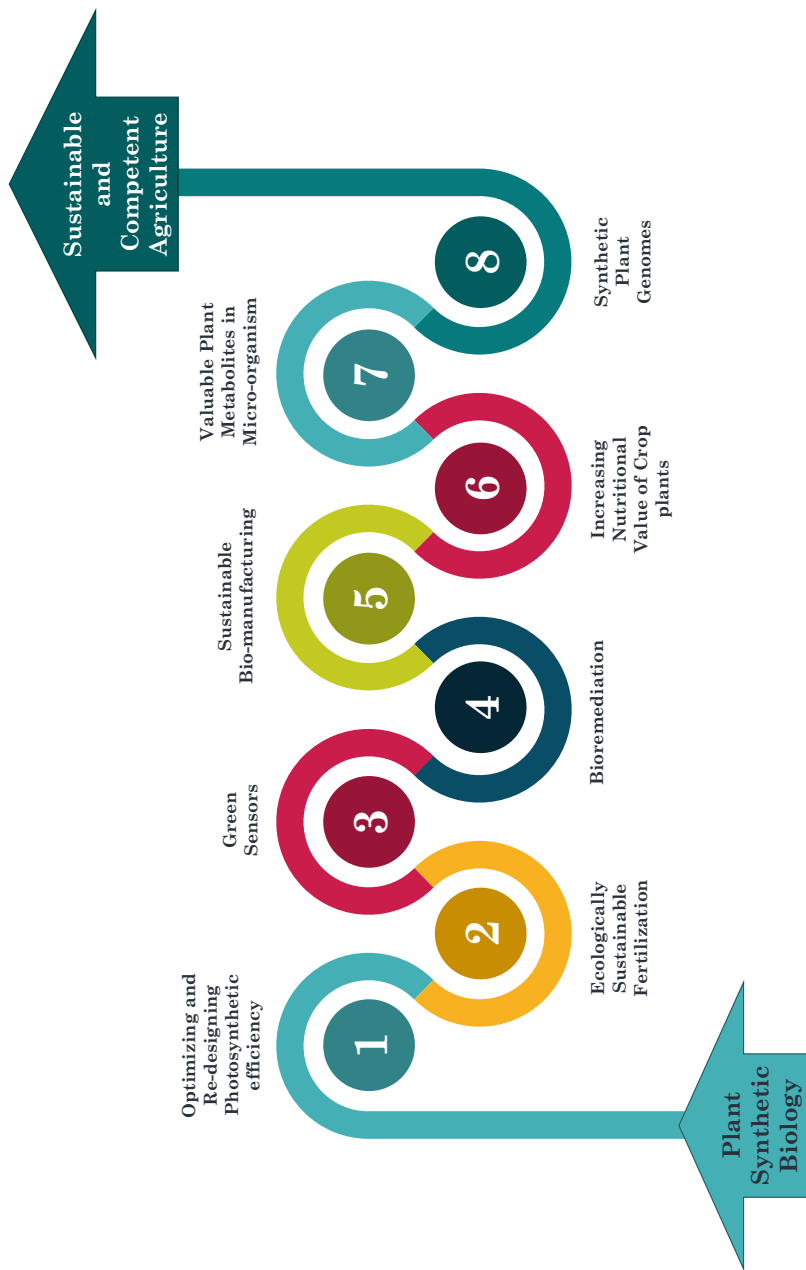 Plant
Synthetic
Biology
1
Optimizing and
Re-designing
Photosynthetic
efficiency
2
Ecologically
Sustainable
Fertilization
3
Green
Sensors
4
Bioremediation
5
Sustainable
Bio-manufacturing
6
Increasing
Nutritional
Value of Crop
plants
7
Valuable Plant
Metabolites in
Micro-organism
8
Synthetic
Plant
Genomes
Sustainable
and
Competent
Agriculture